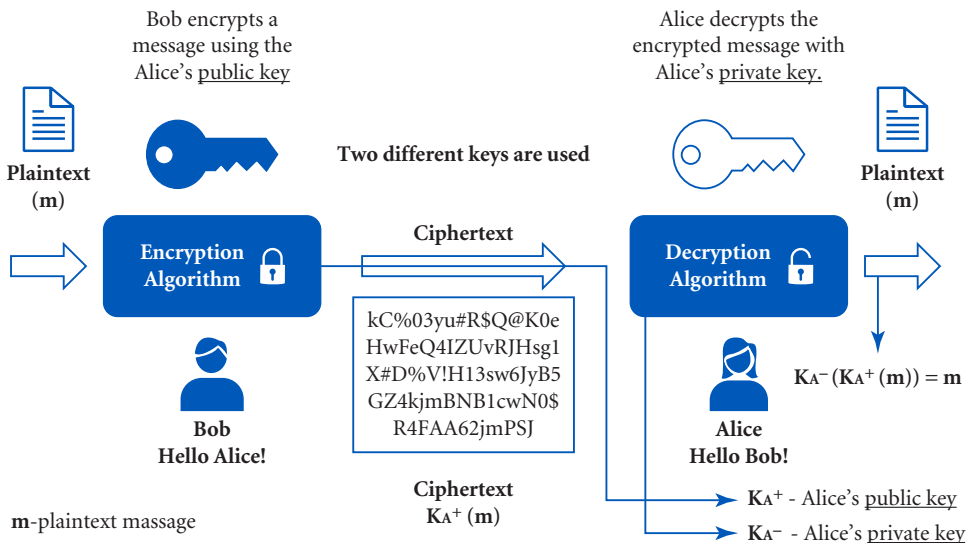 Bob encrypts a
message using the
Alice's public key
Alice decrypts the
encrypted message with
Alice's private key.
Plaintext
(m)
Two different keys are used
Plaintext
(m)
Encryption
Algorithm
Ciphertext
Decryption
Algorithm
kC%03yu#R$Q@K0e
HwFeQ4IZUvRJHsg1
X#D%V!H13sw6JyB5
GZ4kjmBNB1cwN0$
R4FAA62jmPSJ
KA⁻(KA⁺(m)) = m
Bob
Hello Alice!
Alice
Hello Bob!
Ciphertext
KA⁺ (m)
m-plaintext massage
KA⁺ - Alice's public key
KA⁻ - Alice's private key